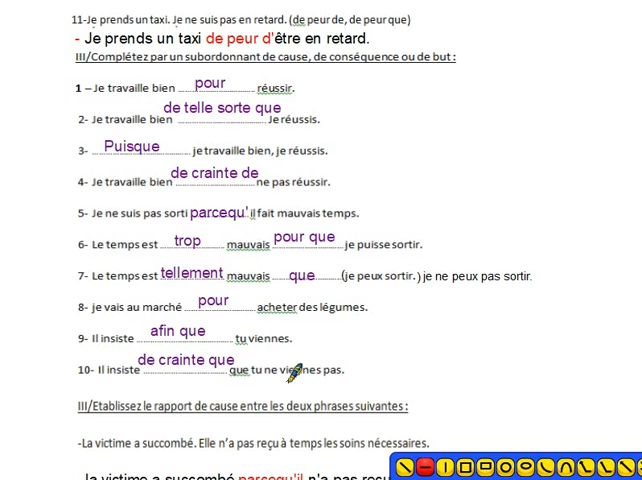 11-Je prends un taxi. Je ne suis pas en retard. (de peur de, de peur que)
- Je prends un taxi de peur d'être en retard.
III/Complétez par un subordonnant de cause, de conséquence ou de but :
1 – Je travaille bien pour réussir.
2- Je travaille bien de telle sorte que Je réussis.
3- Puisque je travaille bien, je réussis.
4- Je travaille bien de crainte de ne pas réussir.
5- Je ne suis pas sorti parcequ' il fait mauvais temps.
6- Le temps est trop mauvais pour que je puisse sortir.
7- Le temps est tellement mauvais que (je peux sortir.) je ne peux pas sortir.
8- je vais au marché pour acheter des légumes.
9- Il insiste afin que tu viennes.
10- Il insiste de crainte que que tu ne viennes pas.
III/Etablissez le rapport de cause entre les deux phrases suivantes :
-La victime a succombé. Elle n'a pas reçu à temps les soins nécessaires.
la victime a succombé parcequ'il n'a pas reçu